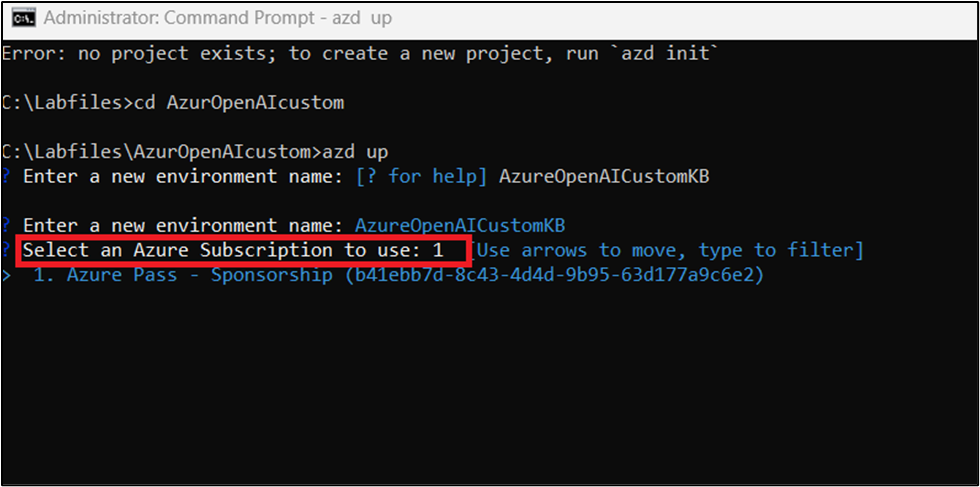 Administrator: Command Prompt - azd up
Error: no project exists; to create a new project, run `azd init`
C:\Labfiles>cd AzurOpenAIcustom
C:\Labfiles\AzurOpenAIcustom>azd up
? Enter a new environment name: [? for help] AzureOpenAICustomKB
? Enter a new environment name: AzureOpenAICustomKB
? Select an Azure Subscription to use: 1 [Use arrows to move, type to filter]
> 1. Azure Pass - Sponsorship (b41ebb7d-8c43-4d4d-9b95-63d177a9c6e2)